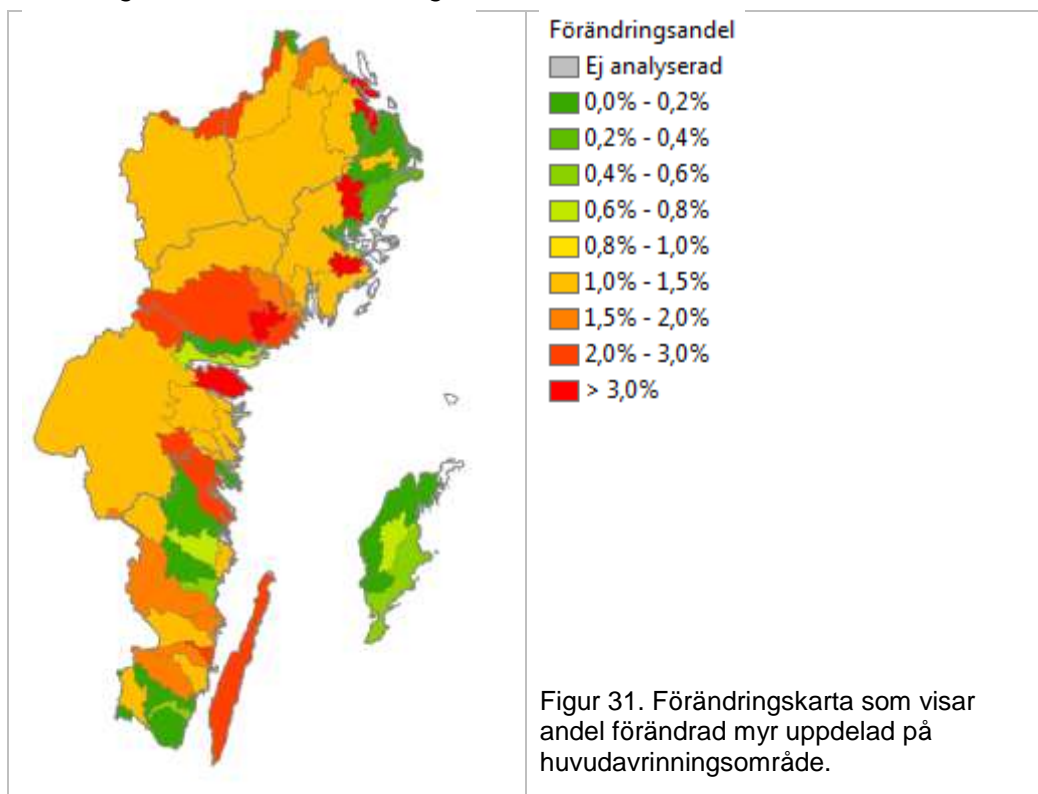 Förändringsandel
Ej analyserad
0,0% - 0,2%
0,2% - 0,4%
0,4% - 0,6%
0,6% - 0,8%
0,8% - 1,0%
1,0% - 1,5%
1,5% - 2,0%
2,0% - 3,0%
> 3,0%
Figur 31. Förändringskarta som visar
andel förändrad myr uppdelad på
huvudavrinningsområde.